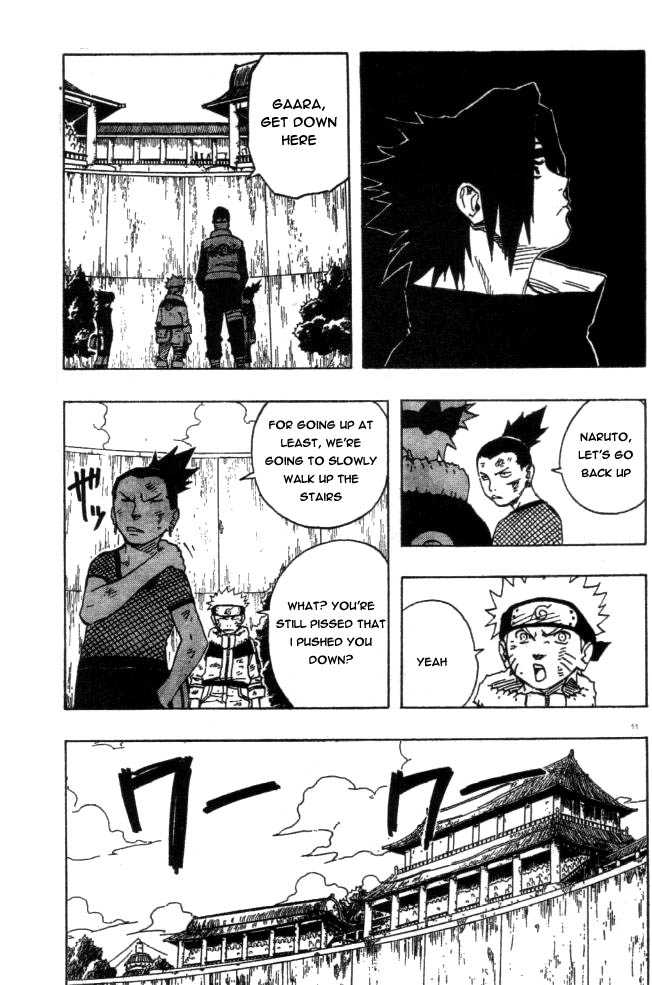 GAARA,
GET DOWN
HERE
NARUTO,
LET'S GO
BACK UP
YEAH
FOR GOING UP AT
LEAST, WE'RE
GOING TO SLOWLY
WALK UP THE
STAIRS
WHAT? YOU'RE
STILL PISSED THAT
I PUSHED YOU
DOWN?
ワー
ワー